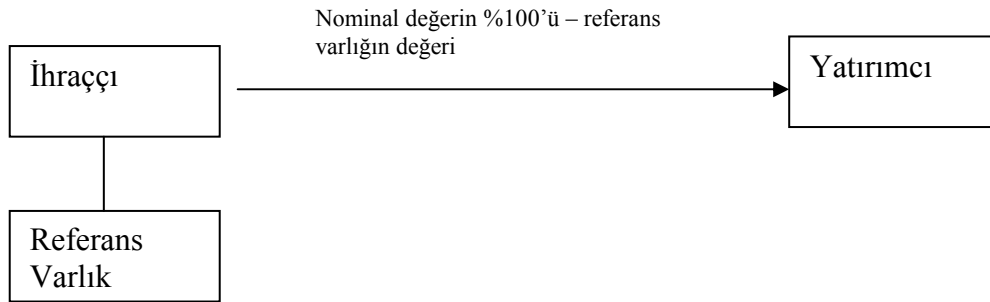 Nominal değerin %100’ü – referans
varlığın değeri
İhraççı
Yatırımcı
Referans
Varlık